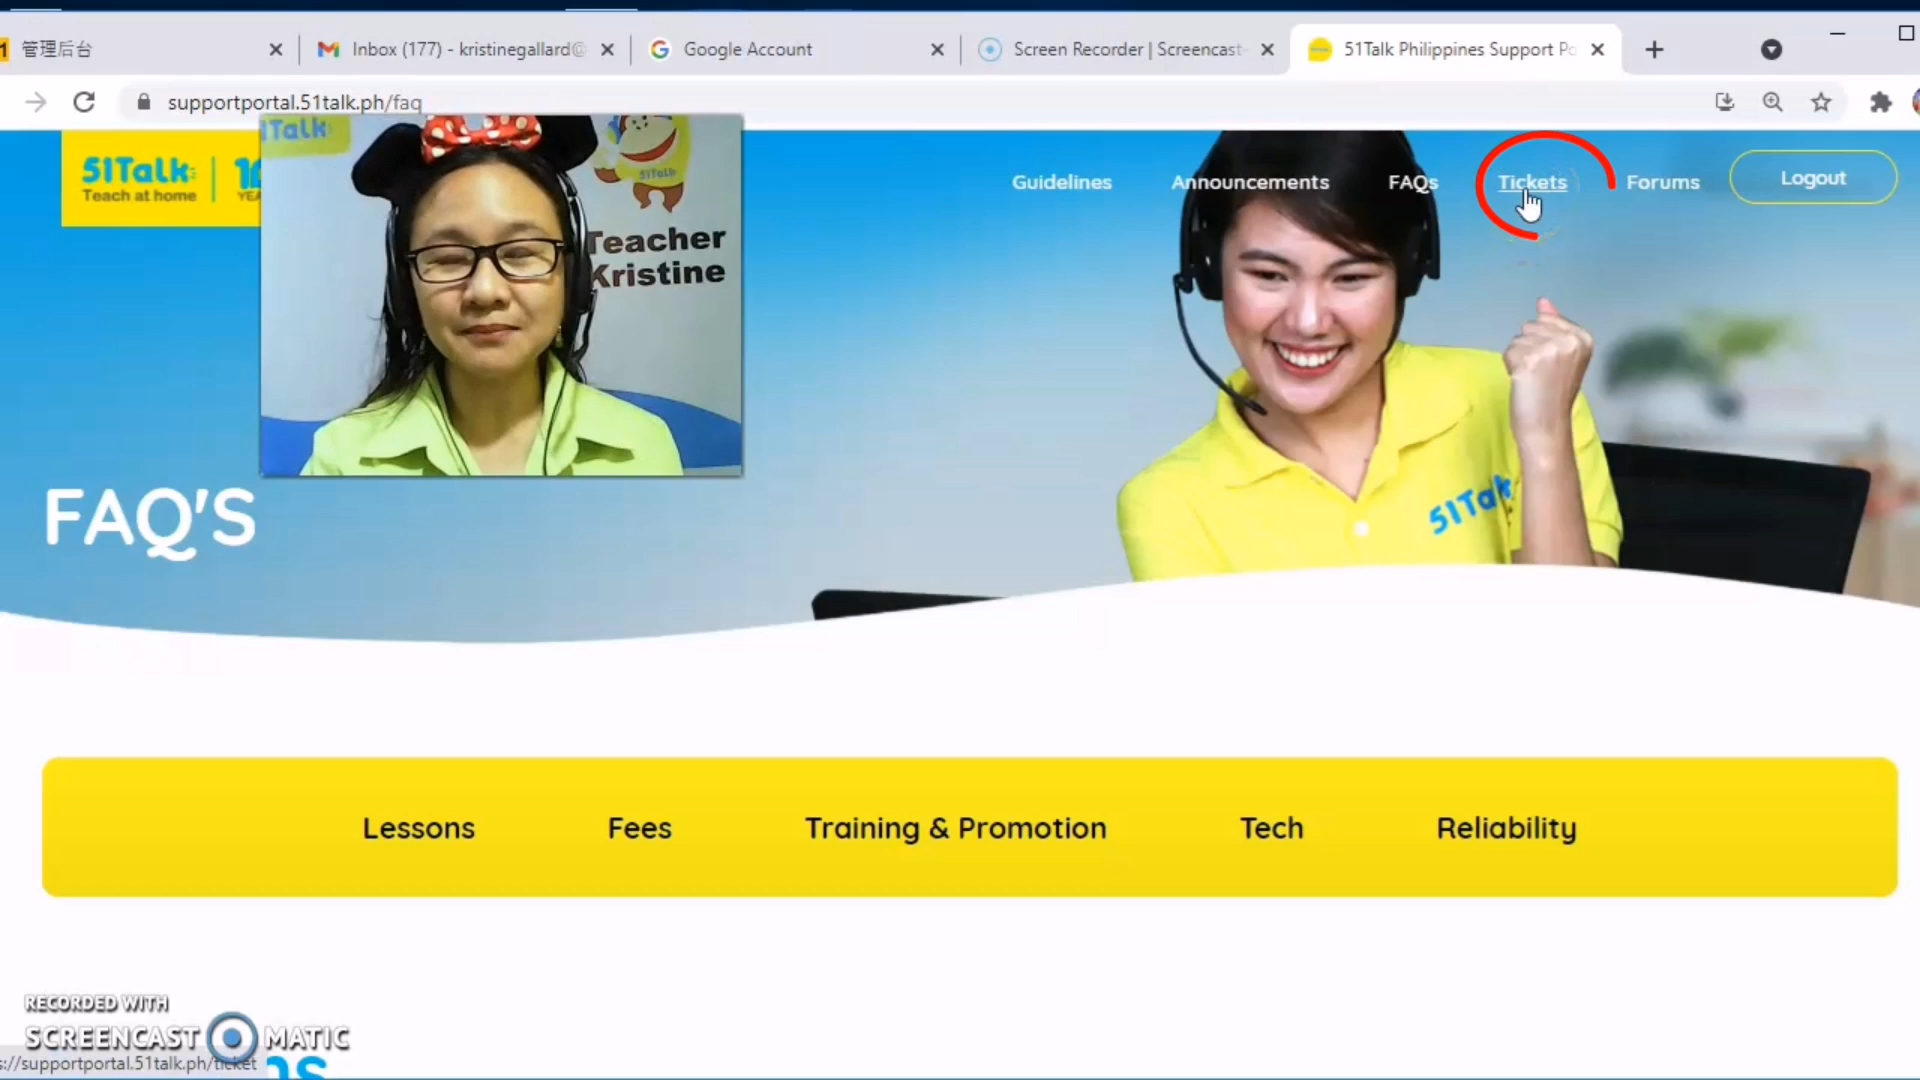 管理后台
Inbox (177) - kristinegallard@
Google Account
Screen Recorder | Screencast-
51Talk Philippines Support Po
supportportal.51talk.ph/faq
51Talk
Teach at home
51Talk
51Talk
Teacher
Kristine
Guidelines
Announcements
FAQs
Tickets
Forums
Logout
51Talk
FAQ'S
Lessons
Fees
Training & Promotion
Tech
Reliability
RECORDED WITH
SCREENCAST MATIC
s://supportportal.51talk.ph/ticket